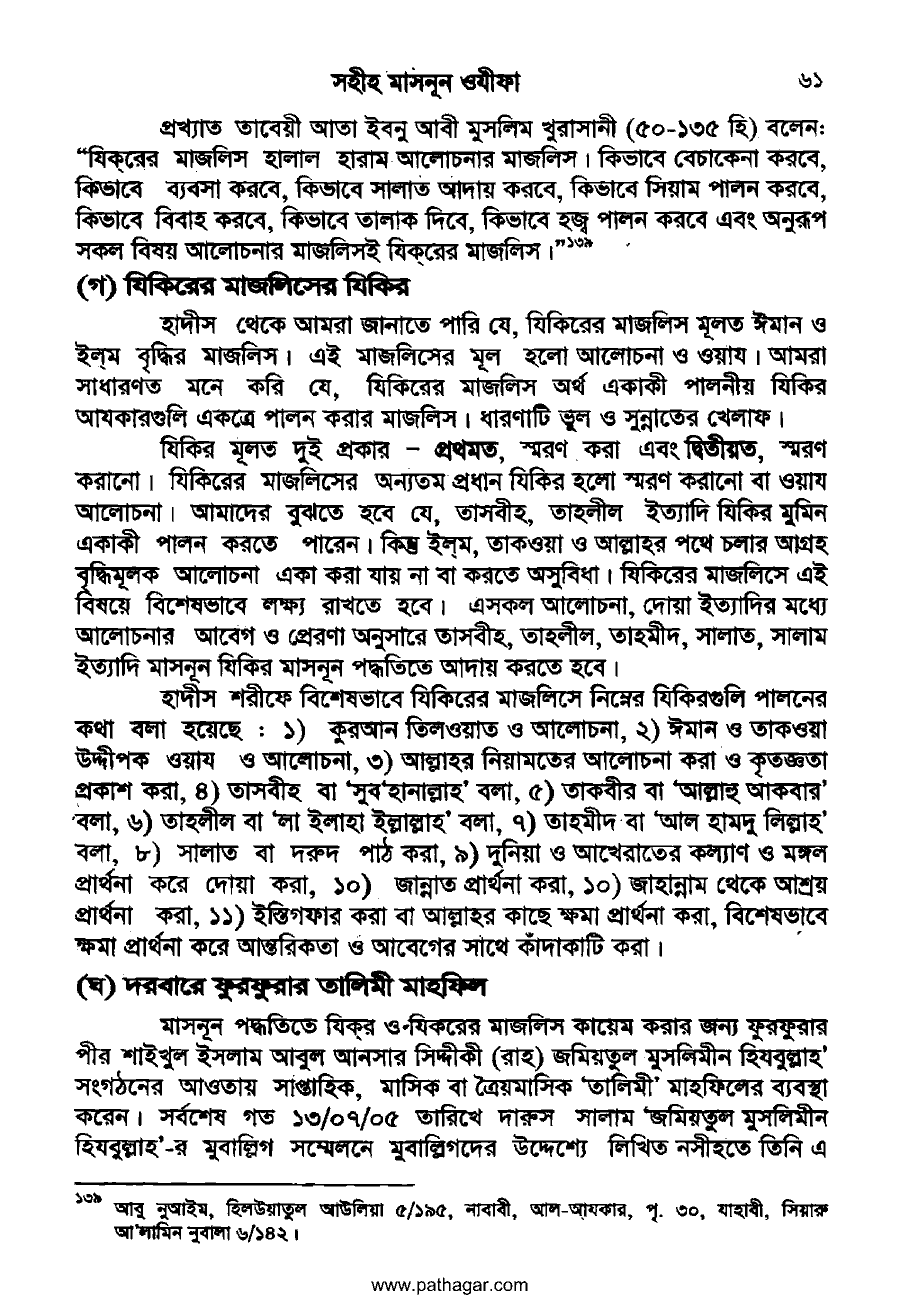 সহীহ মাসনূন ওযীফা ৬১
প্রখ্যাত তাবেয়ী আতা ইবনু আবী মুসলিম খুরাসানী (৫০-১৩৫ হি) বলেন:
“যিক্‌রের মাজলিস হালাল হারাম আলোচনার মাজলিস। কিভাবে বেচাকেনা করবে,
কিভাবে ব্যবসা করবে, কিভাবে সালাত আদায় করবে, কিভাবে সিয়াম পালন করবে,
কিভাবে বিবাহ করবে, কিভাবে তালাক দিবে, কিভাবে হজ্ব পালন করবে এবং অনুরূপ
সকল বিষয় আলোচনার মাজলিসই যিক্‌রের মাজলিস।”১৩৯
(গ) যিকিরের মাজলিসের যিকির
হাদীস থেকে আমরা জানাতে পারি যে, যিকিরের মাজলিস মূলত ঈমান ও
ইল্‌ম বৃদ্ধির মাজলিস। এই মাজলিসের মূল হলো আলোচনা ও ওয়ায। আমরা
সাধারণত মনে করি যে, যিকিরের মাজলিস অর্থ একাকী পালনীয় যিকির
আযকারগুলি একত্রে পালন করার মাজলিস। ধারণাটি ভুল ও সুন্নাতের খেলাফ।
যিকির মূলত দুই প্রকার – প্রথমত, স্মরণ করা এবং দ্বিতীয়ত, স্মরণ
করানো। যিকিরের মাজলিসের অন্যতম প্রধান যিকির হলো স্মরণ করানো বা ওয়ায
আলোচনা। আমাদের বুঝতে হবে যে, তাসবীহ, তাহলীল ইত্যাদি যিকির মুমিন
একাকী পালন করতে পারেন। কিন্তু ইল্‌ম, তাকওয়া ও আল্লাহর পথে চলার আগ্রহ
বৃদ্ধিমূলক আলোচনা একা করা যায় না বা করতে অসুবিধা। যিকিরের মাজলিসে এই
বিষয়ে বিশেষভাবে লক্ষ্য রাখতে হবে। এসকল আলোচনা, দোয়া ইত্যাদির মধ্যে
আলোচনার আবেগ ও প্রেরণা অনুসারে তাসবীহ, তাহলীল, তাহমীদ, সালাত, সালাম
ইত্যাদি মাসনূন যিকির মাসনূন পদ্ধতিতে আদায় করতে হবে।
হাদীস শরীফে বিশেষভাবে যিকিরের মাজলিসে নিম্নের যিকিরগুলি পালনের
কথা বলা হয়েছে : ১) কুরআন তিলওয়াত ও আলোচনা, ২) ঈমান ও তাকওয়া
উদ্দীপক ওয়ায ও আলোচনা, ৩) আল্লাহর নিয়ামতের আলোচনা করা ও কৃতজ্ঞতা
প্রকাশ করা, ৪) তাসবীহ বা ‘সুব‘হানাল্লাহ’ বলা, ৫) তাকবীর বা ‘আল্লাহু আকবার’
বলা, ৬) তাহলীল বা ‘লা ইলাহা ইল্লাল্লাহ’ বলা, ৭) তাহমীদ বা ‘আল হামদু লিল্লাহ’
বলা, ৮) সালাত বা দরুদ পাঠ করা, ৯) দুনিয়া ও আখেরাতের কল্যাণ ও মঙ্গল
প্রার্থনা করে দোয়া করা, ১০) জান্নাত প্রার্থনা করা, ১০) জাহান্নাম থেকে আশ্রয়
প্রার্থনা করা, ১১) ইস্তিগফার করা বা আল্লাহর কাছে ক্ষমা প্রার্থনা করা, বিশেষভাবে
ক্ষমা প্রার্থনা করে আন্তরিকতা ও আবেগের সাথে কাঁদাকাটি করা।
(ঘ) দরবারে ফুরফুরার তালিমী মাহফিল
মাসনূন পদ্ধতিতে যিক্‌র ও যিকরের মাজলিস কায়েম করার জন্য ফুরফুরার
পীর শাইখুল ইসলাম আবুল আনসার সিদ্দীকী (রাহ) জমিয়তুল মুসলিমীন হিযবুল্লাহ’
সংগঠনের আওতায় সাপ্তাহিক, মাসিক বা ত্রৈয়মাসিক ‘তালিমী’ মাহফিলের ব্যবস্থা
করেন। সর্বশেষ গত ১৩/০৭/০৫ তারিখে দারুস সালাম ‘জমিয়তুল মুসলিমীন
হিযবুল্লাহ’-র মুবাল্লিগ সম্মেলনে মুবাল্লিগদের উদ্দেশ্যে লিখিত নসীহতে তিনি এ
১৩৯ আবু নুআইম, হিলউয়াতুল আউলিয়া ৫/১৯৫, নাবাবী, আল-আযকার, পৃ. ৩০, যাহাবী, সিয়ারু
আ'লামিন নুবালা ৬/১৪২।
www.pathagar.com